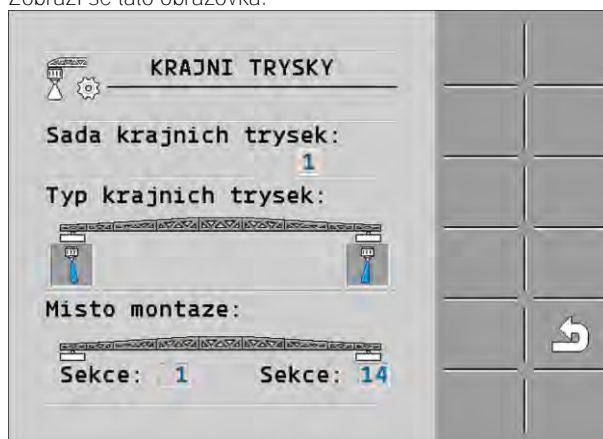 Zobrazí se tato obrazovka:
KRAJNI TRYSKY
Sada krajnich trysek:
1
Typ krajnich trysek:
Misto montaze:
Sekce: 1 Sekce: 14